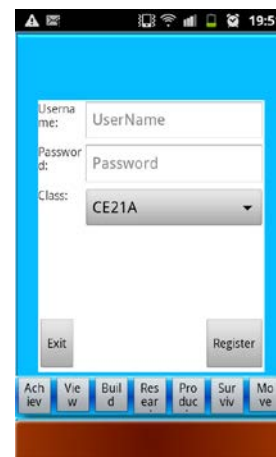 19:5
Userna
me:
UserName
Passwor
d:
Password
Class:
CE21A
Exit
Register
Ach
iev
Vie
w
Buil
d
Res
ear
Pro
duc
Sur
viv
Mo
ve